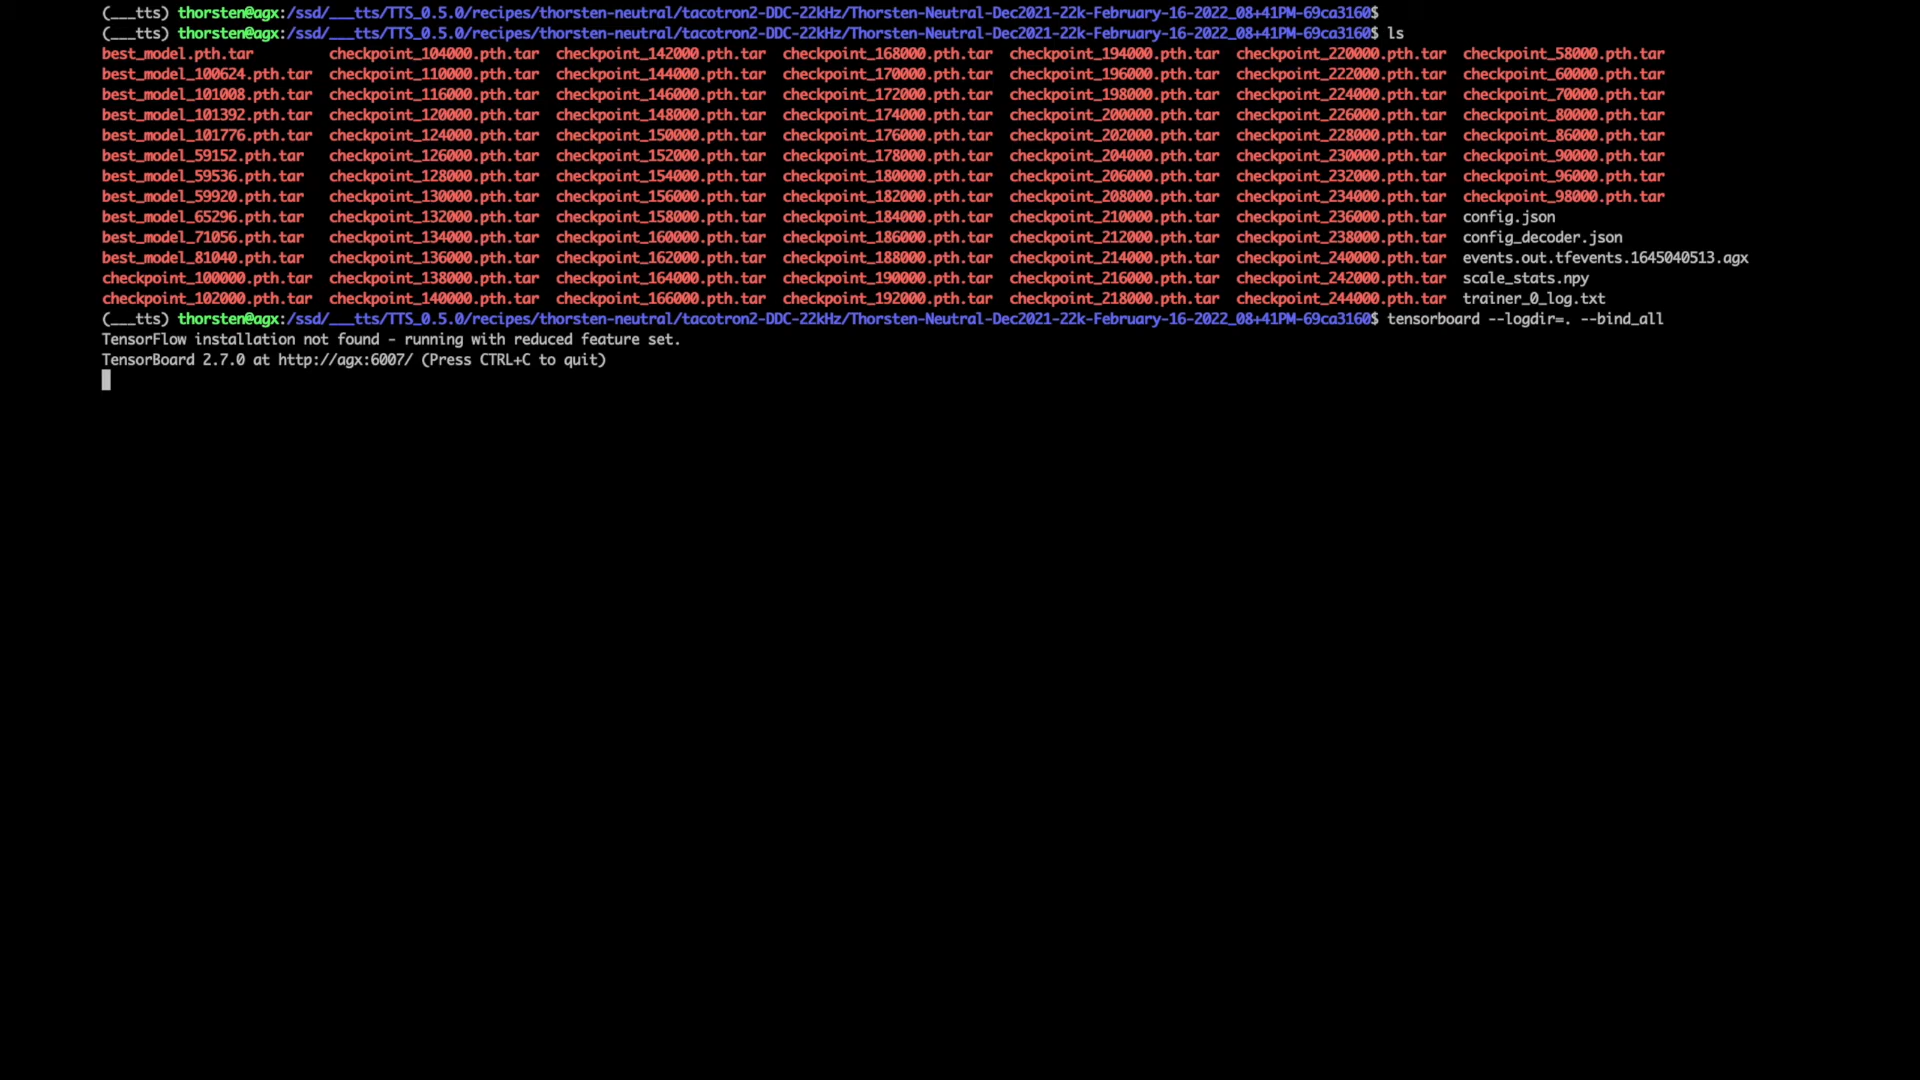 (___tts) thorsten@agx:/ssd/___tts/TTS_0.5.0/recipes/thorsten-neutral/tacotron2-DDC-22kHz/Thorsten-Neutral-Dec2021-22k-February-16-2022_08+41PM-69ca3160$
(___tts) thorsten@agx:/ssd/___tts/TTS_0.5.0/recipes/thorsten-neutral/tacotron2-DDC-22kHz/Thorsten-Neutral-Dec2021-22k-February-16-2022_08+41PM-69ca3160$ ls
best_model.pth.tar checkpoint_104000.pth.tar checkpoint_142000.pth.tar checkpoint_168000.pth.tar checkpoint_194000.pth.tar checkpoint_220000.pth.tar checkpoint_58000.pth.tar
best_model_100624.pth.tar checkpoint_110000.pth.tar checkpoint_144000.pth.tar checkpoint_170000.pth.tar checkpoint_196000.pth.tar checkpoint_222000.pth.tar checkpoint_60000.pth.tar
best_model_101008.pth.tar checkpoint_116000.pth.tar checkpoint_146000.pth.tar checkpoint_172000.pth.tar checkpoint_198000.pth.tar checkpoint_224000.pth.tar checkpoint_70000.pth.tar
best_model_101392.pth.tar checkpoint_120000.pth.tar checkpoint_148000.pth.tar checkpoint_174000.pth.tar checkpoint_200000.pth.tar checkpoint_226000.pth.tar checkpoint_80000.pth.tar
best_model_101776.pth.tar checkpoint_124000.pth.tar checkpoint_150000.pth.tar checkpoint_176000.pth.tar checkpoint_202000.pth.tar checkpoint_228000.pth.tar checkpoint_86000.pth.tar
best_model_59152.pth.tar checkpoint_126000.pth.tar checkpoint_152000.pth.tar checkpoint_178000.pth.tar checkpoint_204000.pth.tar checkpoint_230000.pth.tar checkpoint_90000.pth.tar
best_model_59536.pth.tar checkpoint_128000.pth.tar checkpoint_154000.pth.tar checkpoint_180000.pth.tar checkpoint_206000.pth.tar checkpoint_232000.pth.tar checkpoint_96000.pth.tar
best_model_59920.pth.tar checkpoint_130000.pth.tar checkpoint_156000.pth.tar checkpoint_182000.pth.tar checkpoint_208000.pth.tar checkpoint_234000.pth.tar checkpoint_98000.pth.tar
best_model_65296.pth.tar checkpoint_132000.pth.tar checkpoint_158000.pth.tar checkpoint_184000.pth.tar checkpoint_210000.pth.tar checkpoint_236000.pth.tar config.json
best_model_71056.pth.tar checkpoint_134000.pth.tar checkpoint_160000.pth.tar checkpoint_186000.pth.tar checkpoint_212000.pth.tar checkpoint_238000.pth.tar config_decoder.json
best_model_81040.pth.tar checkpoint_136000.pth.tar checkpoint_162000.pth.tar checkpoint_188000.pth.tar checkpoint_214000.pth.tar checkpoint_240000.pth.tar events.out.tfevents.1645040513.agx
checkpoint_100000.pth.tar checkpoint_138000.pth.tar checkpoint_164000.pth.tar checkpoint_190000.pth.tar checkpoint_216000.pth.tar checkpoint_242000.pth.tar scale_stats.npy
checkpoint_102000.pth.tar checkpoint_140000.pth.tar checkpoint_166000.pth.tar checkpoint_192000.pth.tar checkpoint_218000.pth.tar checkpoint_244000.pth.tar trainer_0_log.txt
(___tts) thorsten@agx:/ssd/___tts/TTS_0.5.0/recipes/thorsten-neutral/tacotron2-DDC-22kHz/Thorsten-Neutral-Dec2021-22k-February-16-2022_08+41PM-69ca3160$ tensorboard --logdir=. --bind_all
TensorFlow installation not found - running with reduced feature set.
TensorBoard 2.7.0 at http://agx:6007/ (Press CTRL+C to quit)